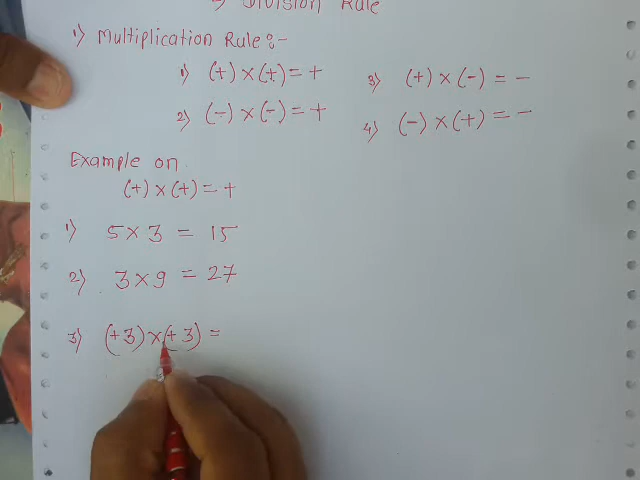 Division Rule
1) Multiplication Rule :-
1) (+) × (+) = +
2) (-) × (-) = +
3) (+) × (-) = -
4) (-) × (+) = -
Example on
(+) × (+) = +
1) 5 × 3 = 15
2) 3 × 9 = 27
3) (+3) × (+3) =